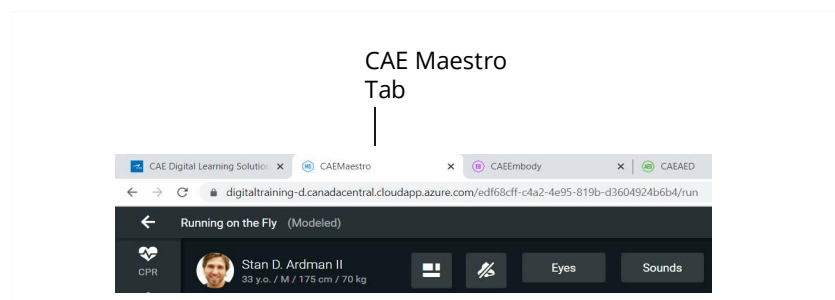 CAE Maestro
Tab
CAE Digital Learning Solution
CAEMaestro
CAEEmbody
CAEAED
digitaltraining-d.canadacentral.cloudapp.azure.com/edf68cff-c4a2-4e95-819b-d3604924b6b4/run
Running on the Fly (Modeled)
CPR
Stan D. Ardman II
33 y.o. / M / 175 cm / 70 kg
Eyes
Sounds